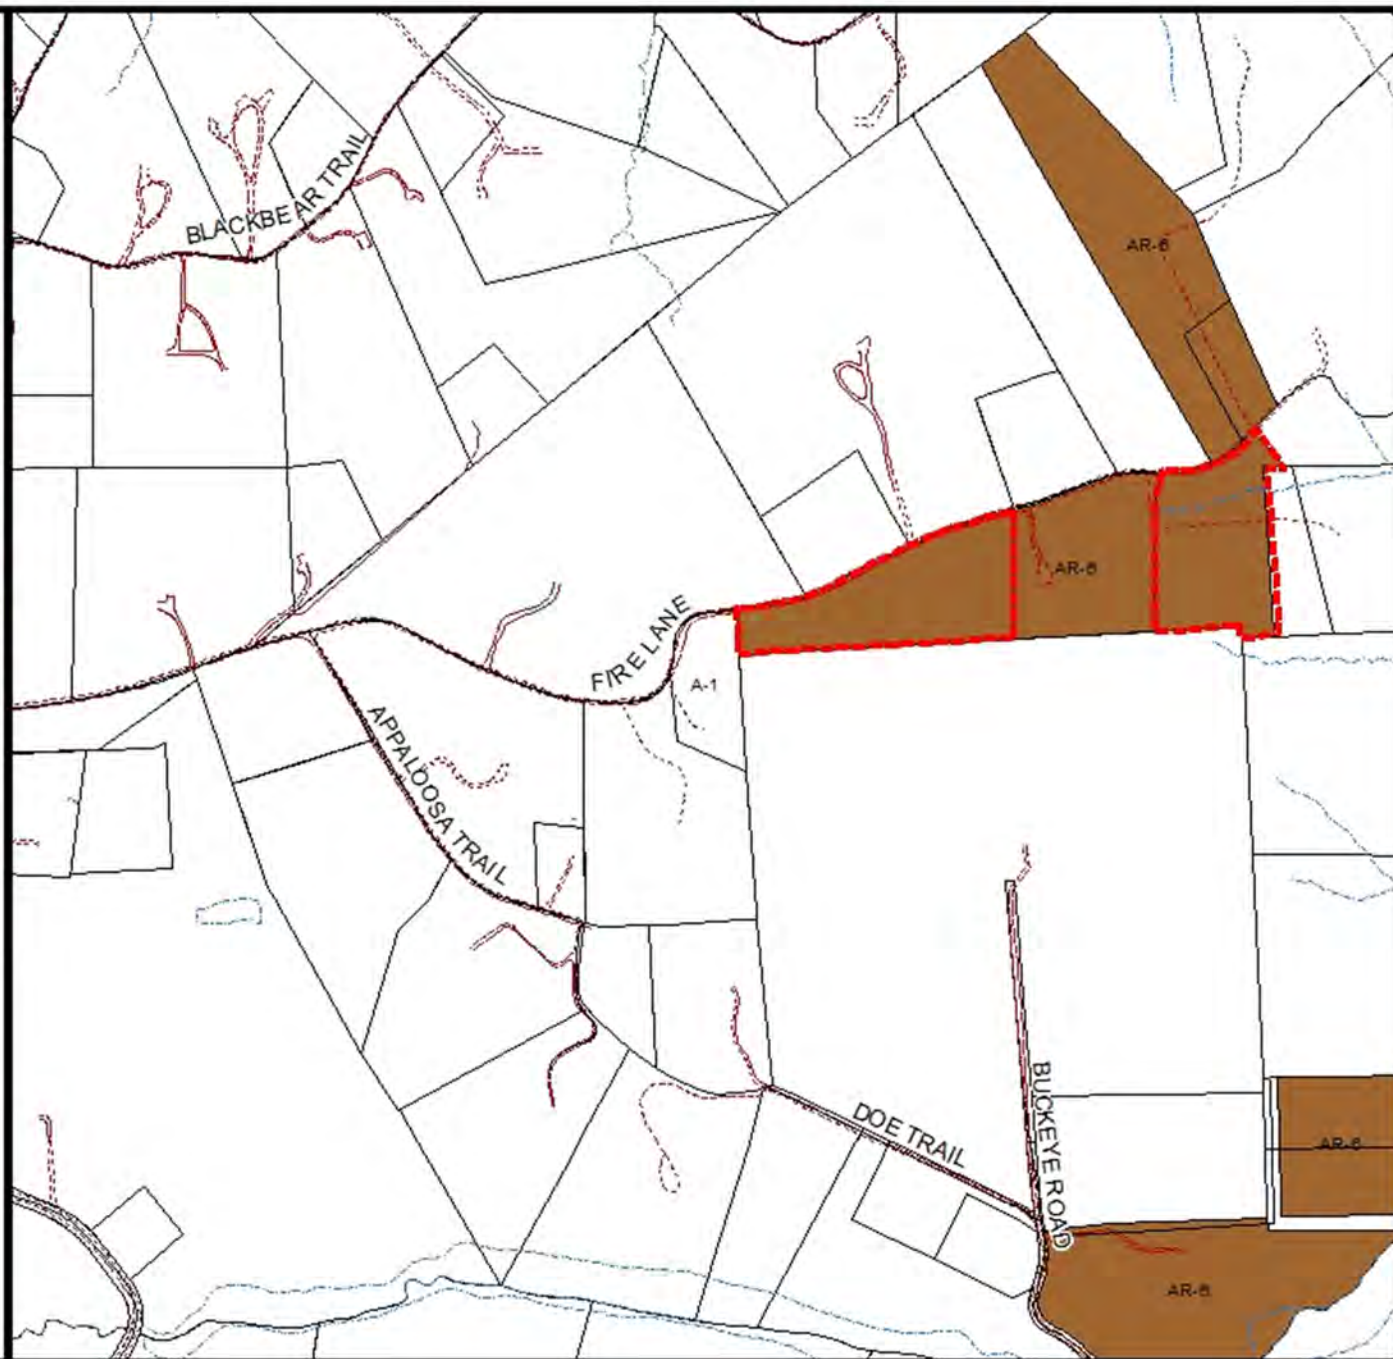 BLACKBEAR TRAIL
AR-6
AR-6
FIRE LANE
A-1
APPALOOSA TRAIL
BUCKEYE ROAD
DOE TRAIL
AR-6
AR-6